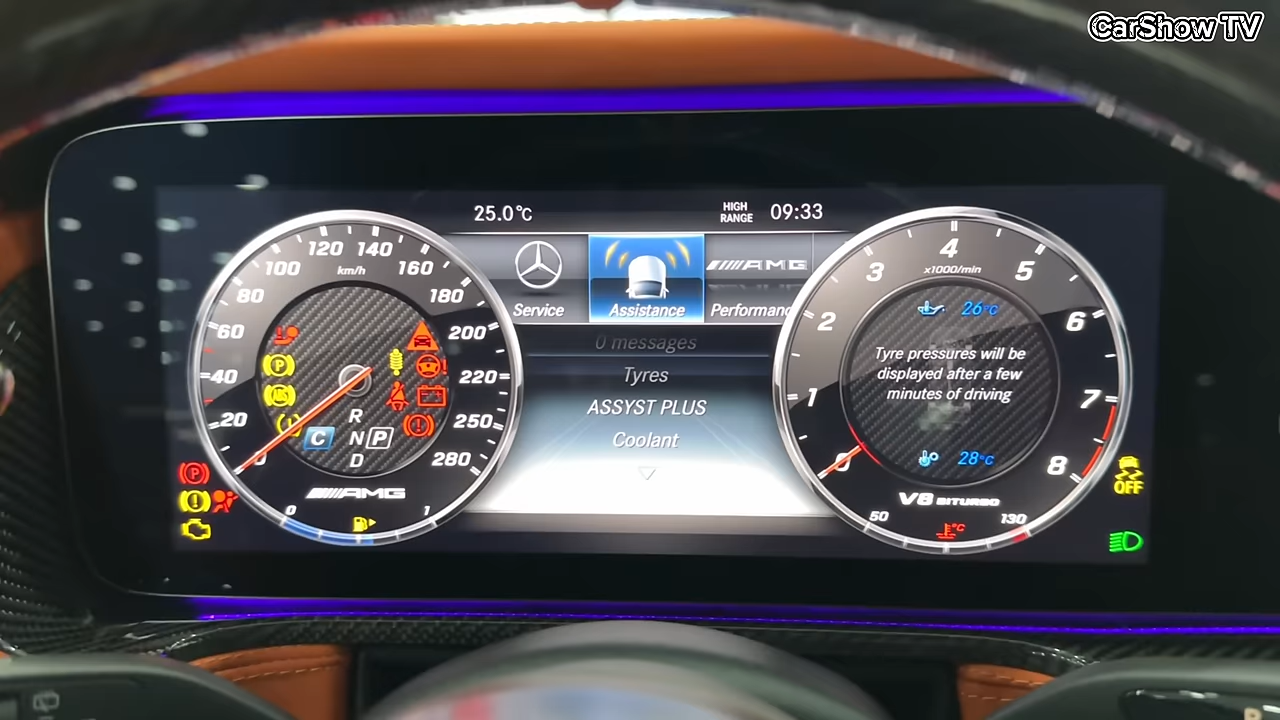 CarShow TV
25.0°C
HIGH
RANGE
09:33
Service
Assistance
AMG
Performanc
0 messages
Tyres
ASSYST PLUS
Coolant
0
20
40
60
80
100
120
140
160
180
200
220
250
280
km/h
P
ABS
R
N
D
C
P
AMG
P
0
1
0
1
2
3
4
5
6
7
8
x1000/min
26°C
Tyre pressures will be
displayed after a few
minutes of driving
28°C
V8 BITURBO
50
°C
130
OFF